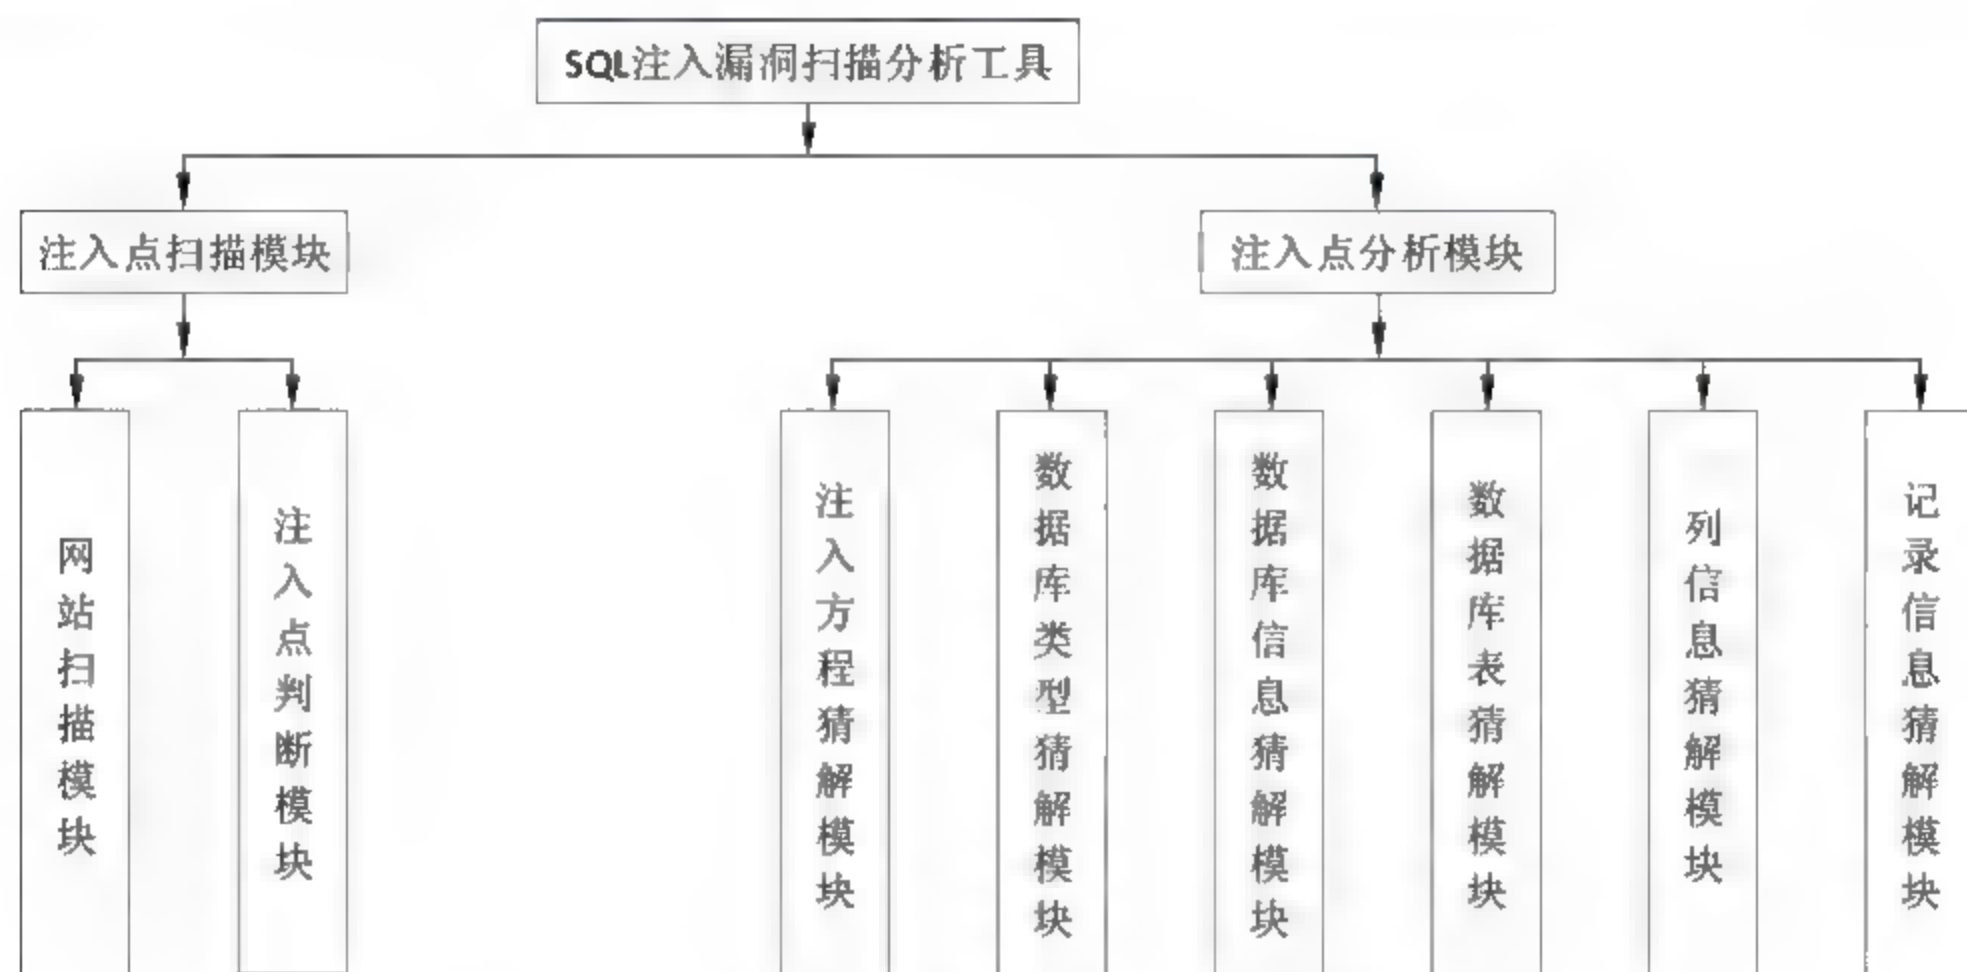 SQL注入漏洞扫描分析工具
注入点扫描模块
注入点分析模块
网站扫描模块
注入点判断模块
注入方程猜解模块
数据库类型猜解模块
数据库信息猜解模块
数据库表猜解模块
列信息猜解模块
记录信息猜解模块